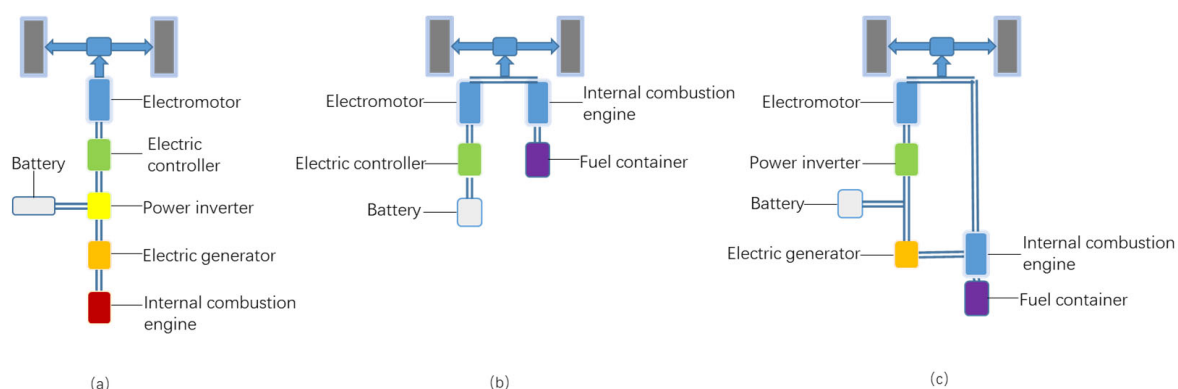 Electromotor
Electric
controller
Battery
Power inverter
Electric generator
Internal combustion
engine
(a)
Electromotor
Internal combustion
engine
Electric controller
Fuel container
Battery
(b)
Electromotor
Power inverter
Battery
Electric generator
Internal combustion
engine
Fuel container
(c)